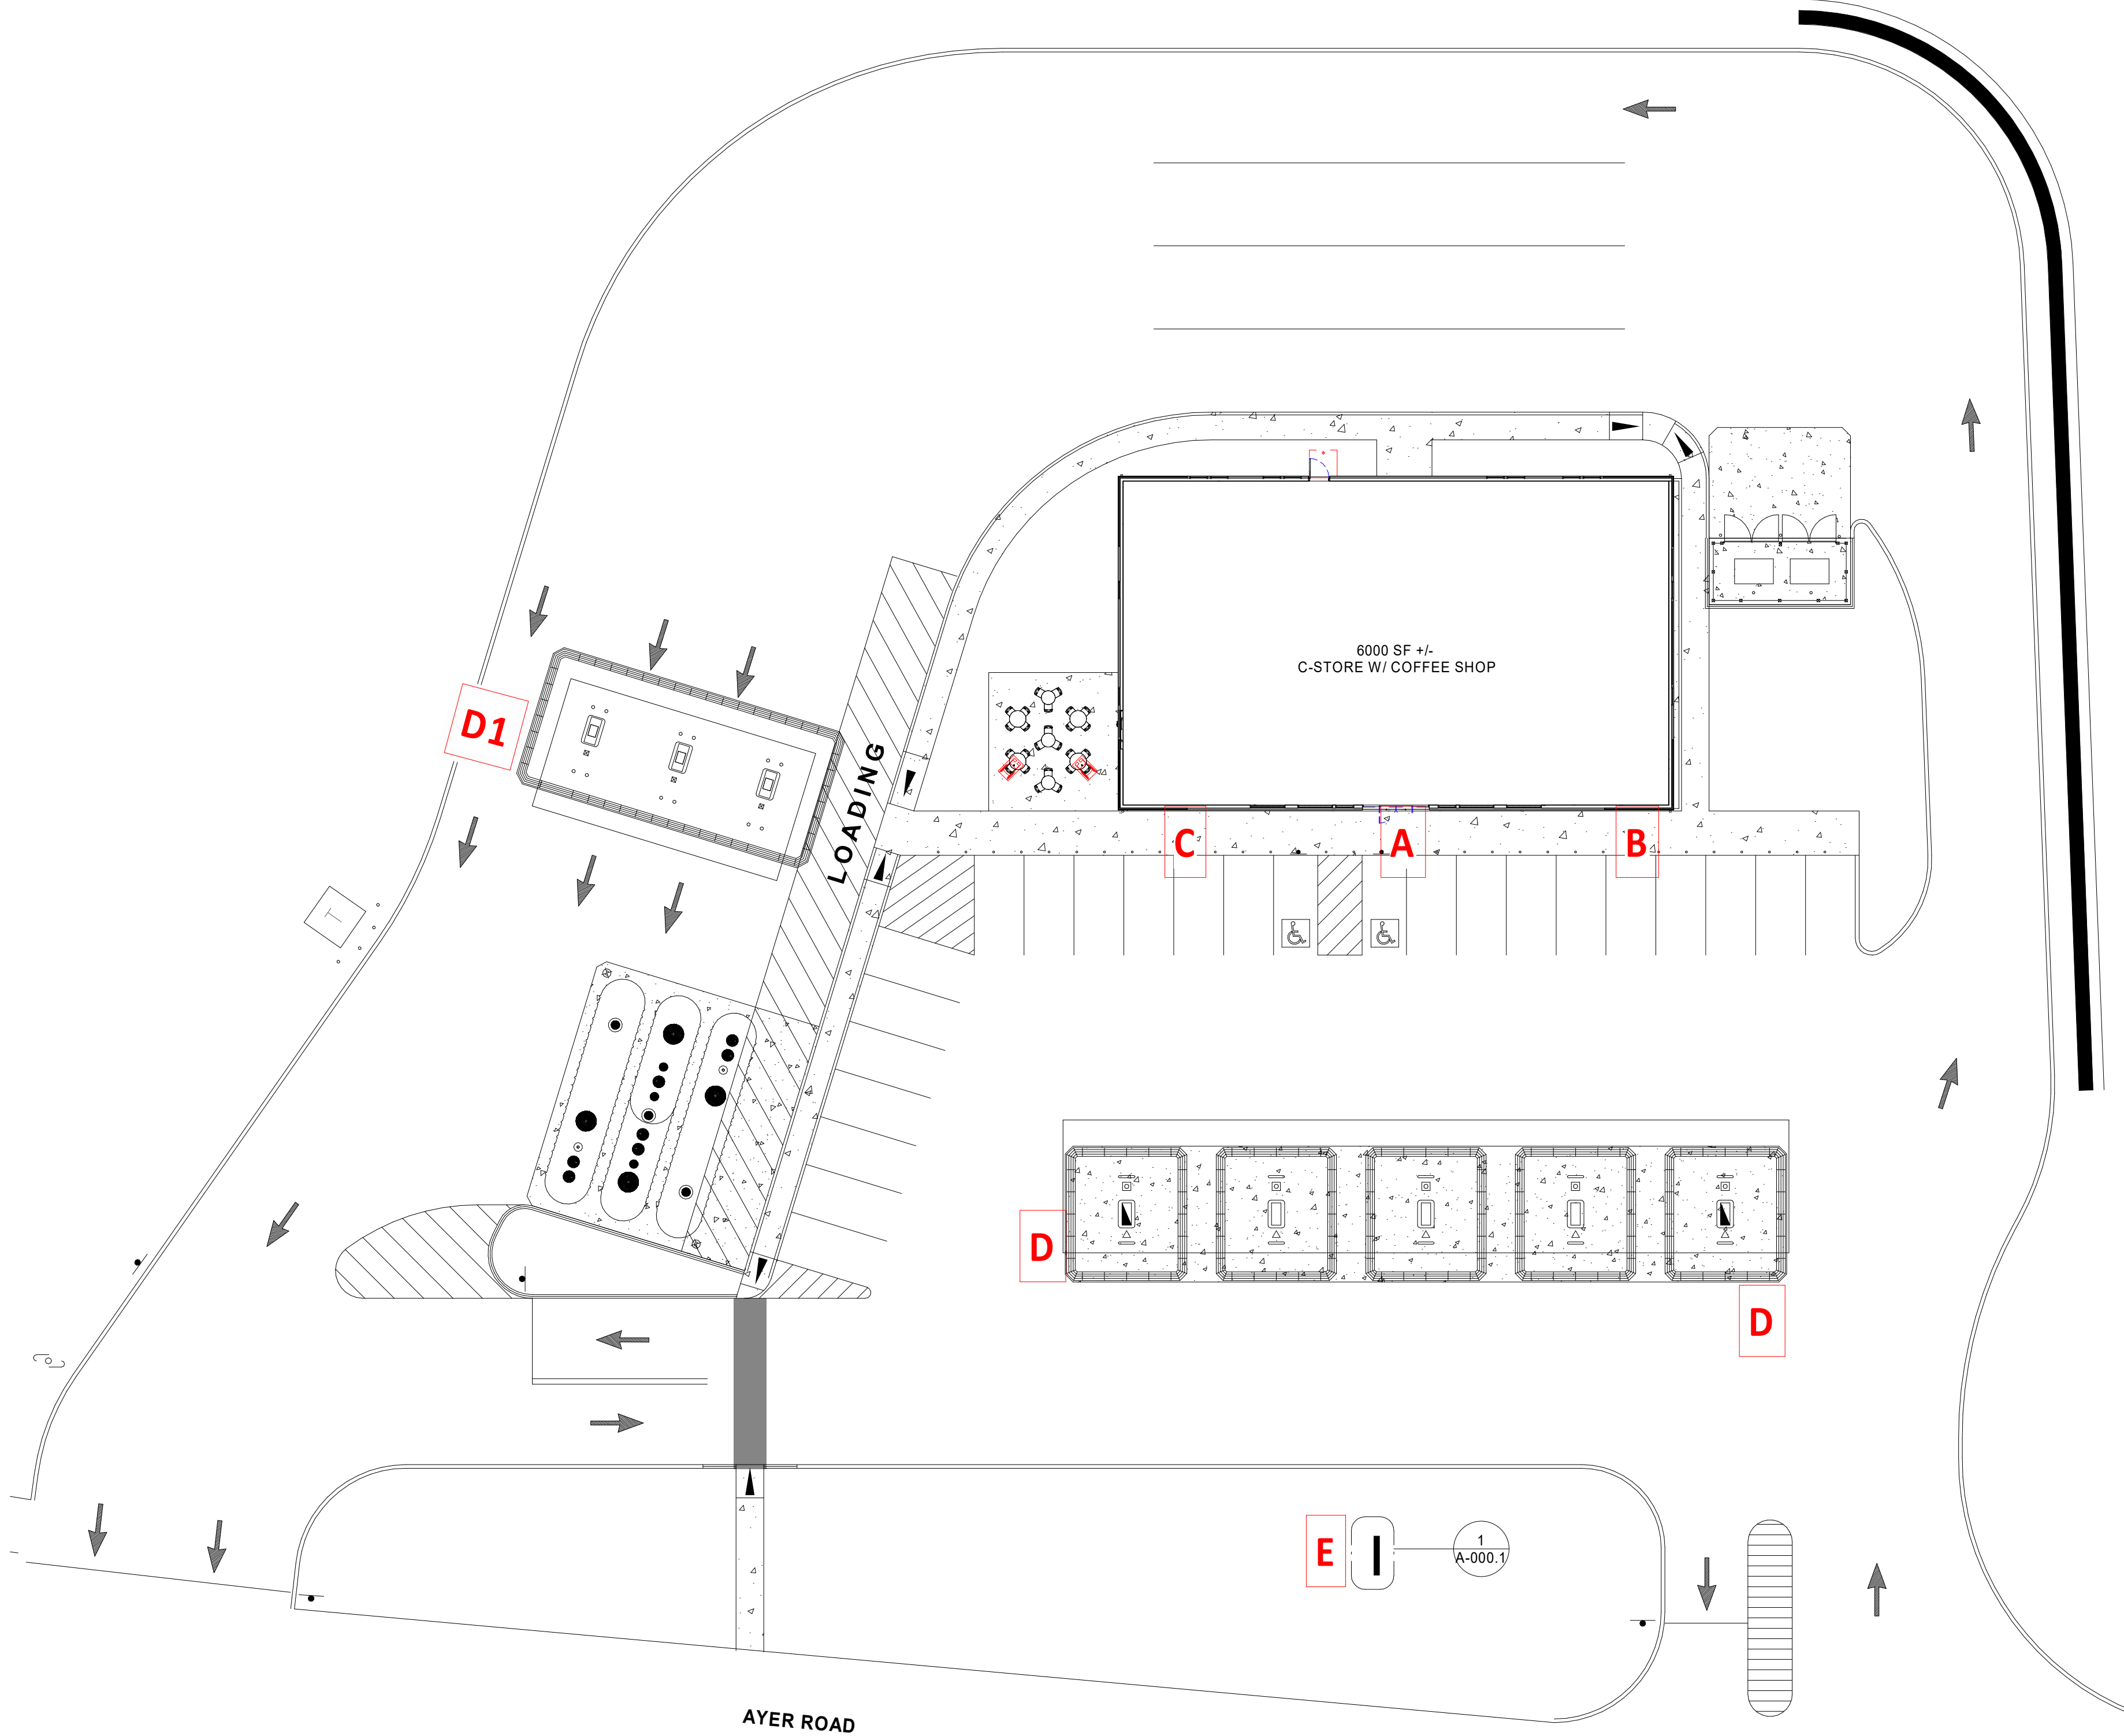 6000 SF +/-
C-STORE W/ COFFEE SHOP
D1
LOADING
C
A
B
T
D
D
E
1
A-000.1
AYER ROAD